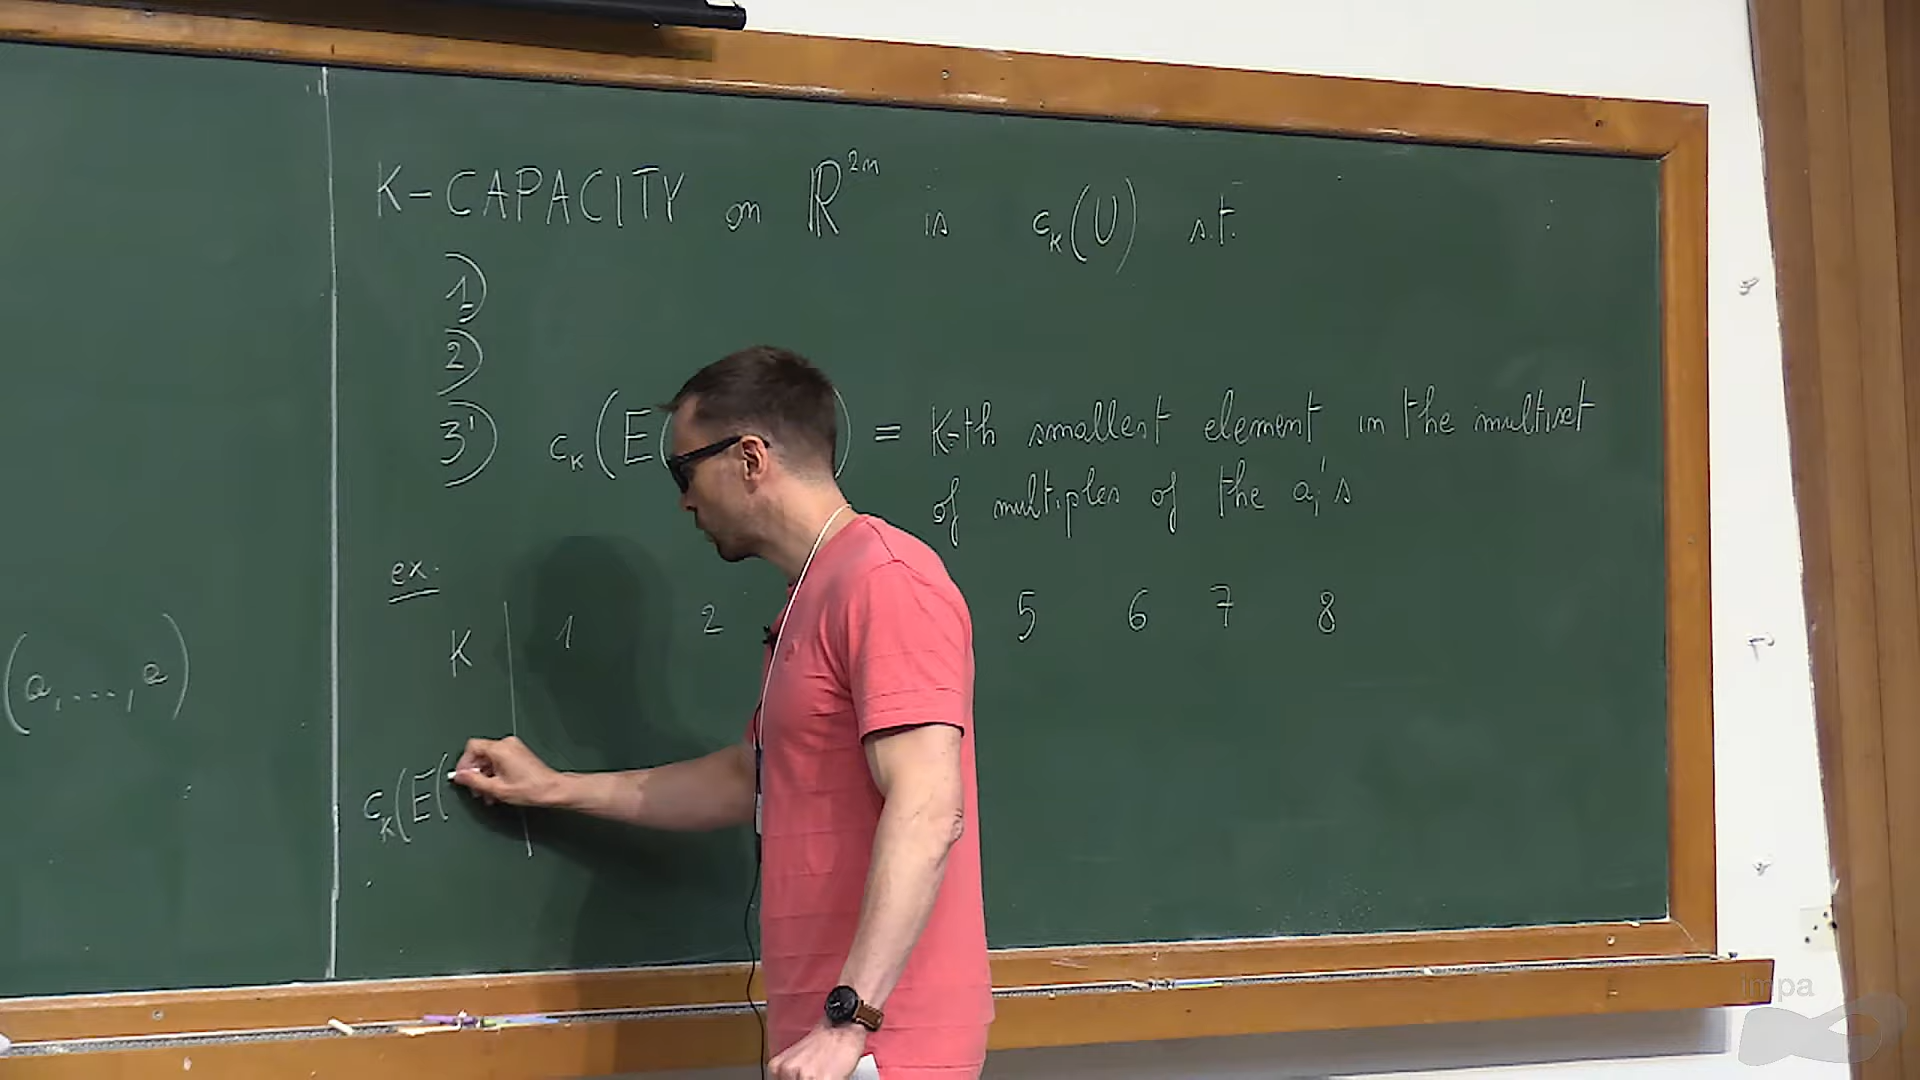 K-CAPACITY on ℝ²ⁿ is c_K(U) s.t.
1)
2)
3') c_K(E( ) = K-th smallest element in the multiset
of multiples of the a_i's
ex.
K 1 2 5 6 7 8
(a,...,a)
c_K(E(
impa